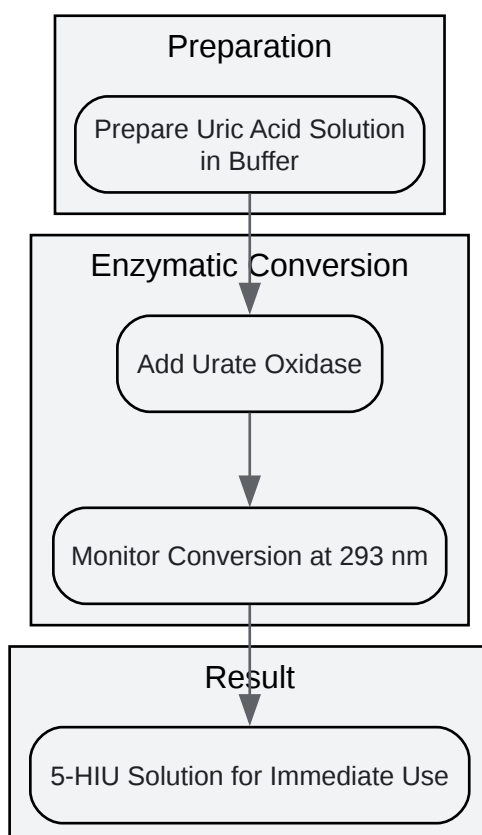 Preparation
Prepare Uric Acid Solution
in Buffer
Enzymatic Conversion
Add Urate Oxidase
Monitor Conversion at 293 nm
Result
5-HIU Solution for Immediate Use